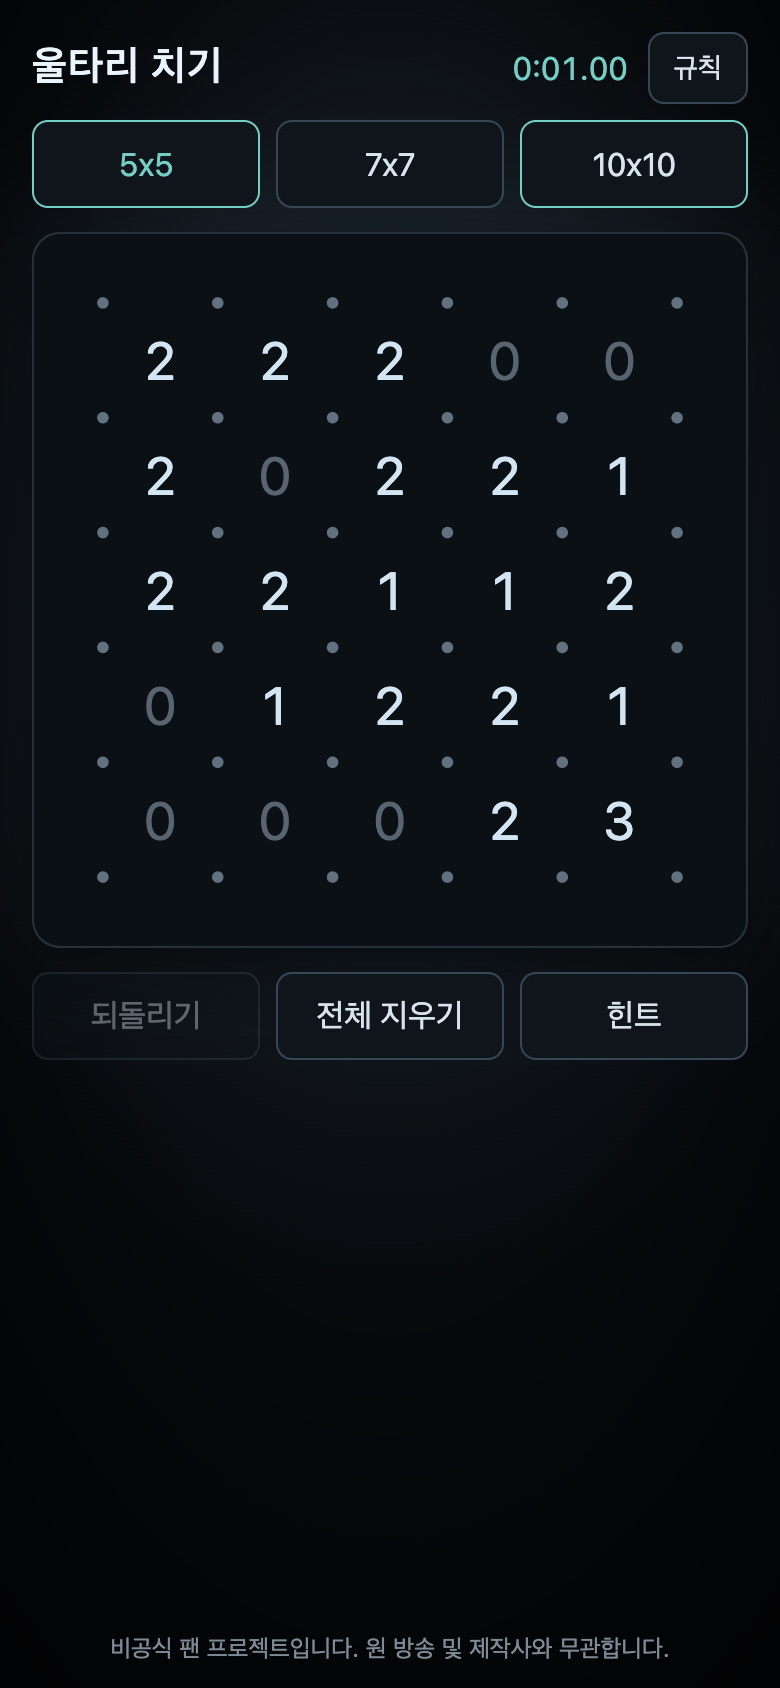 울타리 치기 0:01.00 규칙
5x5 7x7 10x10
2 2 2 0 0
2 0 2 2 1
2 2 1 1 2
0 1 2 2 1
0 0 0 2 3
되돌리기 전체 지우기 힌트
비공식 팬 프로젝트입니다. 원 방송 및 제작사와 무관합니다.